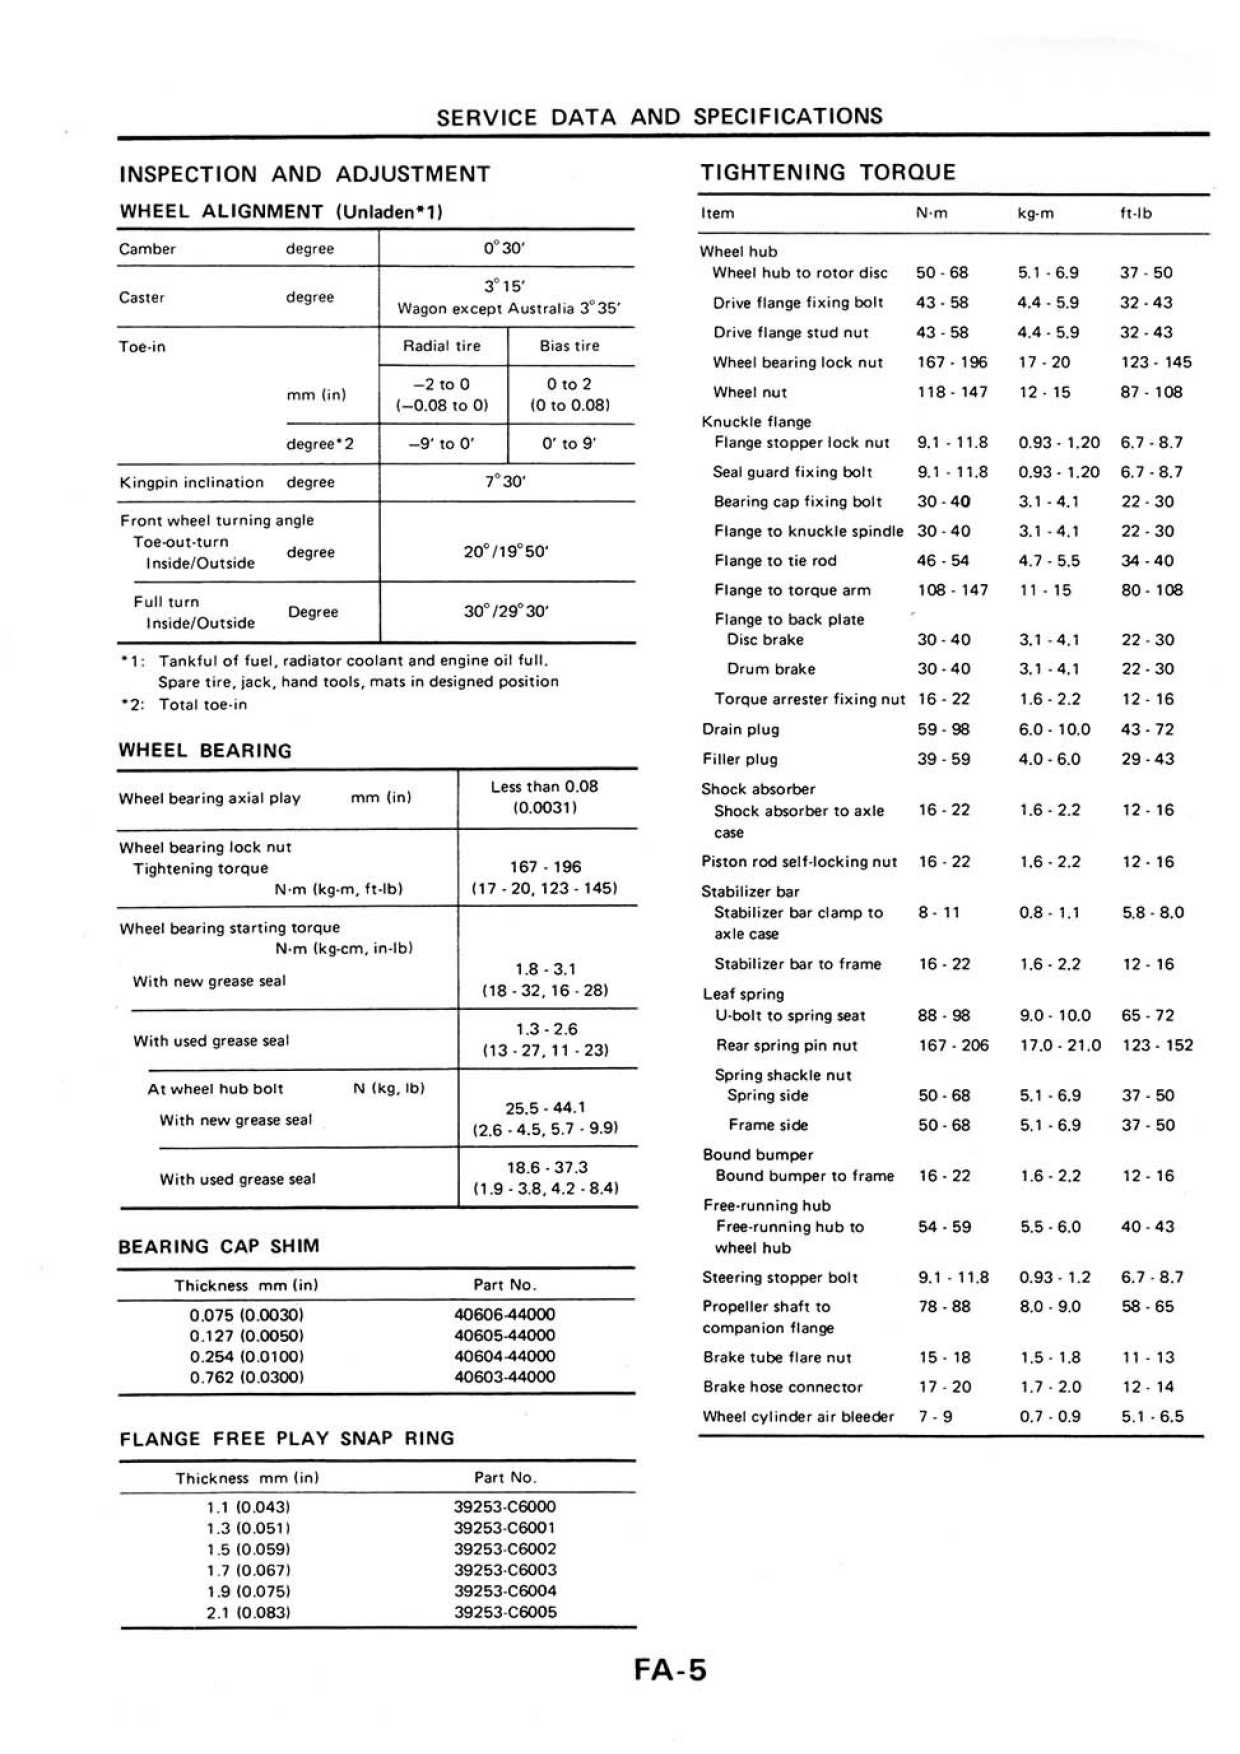 SERVICE DATA AND SPECIFICATIONS
INSPECTION AND ADJUSTMENT
WHEEL ALIGNMENT (Unladen*1)
Camber degree 0°30'
Caster degree 3°15'
Wagon except Australia 3°35'
Toe-in Radial tire Bias tire
mm (in) −2 to 0 0 to 2
(−0.08 to 0) (0 to 0.08)
degree*2 −9' to 0' 0' to 9'
Kingpin inclination degree 7°30'
Front wheel turning angle
Toe-out-turn
Inside/Outside degree 20°/19°50'
Full turn
Inside/Outside Degree 30°/29°30'
*1: Tankful of fuel, radiator coolant and engine oil full.
Spare tire, jack, hand tools, mats in designed position
*2: Total toe-in
WHEEL BEARING
Wheel bearing axial play mm (in) Less than 0.08
(0.0031)
Wheel bearing lock nut
Tightening torque 167 - 196
N·m (kg-m, ft-lb) (17 - 20, 123 - 145)
Wheel bearing starting torque
N·m (kg-cm, in-lb)
With new grease seal 1.8 - 3.1
(18 - 32, 16 - 28)
With used grease seal 1.3 - 2.6
(13 - 27, 11 - 23)
At wheel hub bolt N (kg, lb)
With new grease seal 25.5 - 44.1
(2.6 - 4.5, 5.7 - 9.9)
With used grease seal 18.6 - 37.3
(1.9 - 3.8, 4.2 - 8.4)
BEARING CAP SHIM
Thickness mm (in) Part No.
0.075 (0.0030) 40606-44000
0.127 (0.0050) 40605-44000
0.254 (0.0100) 40604-44000
0.762 (0.0300) 40603-44000
FLANGE FREE PLAY SNAP RING
Thickness mm (in) Part No.
1.1 (0.043) 39253-C6000
1.3 (0.051) 39253-C6001
1.5 (0.059) 39253-C6002
1.7 (0.067) 39253-C6003
1.9 (0.075) 39253-C6004
2.1 (0.083) 39253-C6005
TIGHTENING TORQUE
Item N·m kg-m ft-lb
Wheel hub
Wheel hub to rotor disc 50 - 68 5.1 - 6.9 37 - 50
Drive flange fixing bolt 43 - 58 4.4 - 5.9 32 - 43
Drive flange stud nut 43 - 58 4.4 - 5.9 32 - 43
Wheel bearing lock nut 167 - 196 17 - 20 123 - 145
Wheel nut 118 - 147 12 - 15 87 - 108
Knuckle flange
Flange stopper lock nut 9.1 - 11.8 0.93 - 1.20 6.7 - 8.7
Seal guard fixing bolt 9.1 - 11.8 0.93 - 1.20 6.7 - 8.7
Bearing cap fixing bolt 30 - 40 3.1 - 4.1 22 - 30
Flange to knuckle spindle 30 - 40 3.1 - 4.1 22 - 30
Flange to tie rod 46 - 54 4.7 - 5.5 34 - 40
Flange to torque arm 108 - 147 11 - 15 80 - 108
Flange to back plate
Disc brake 30 - 40 3.1 - 4.1 22 - 30
Drum brake 30 - 40 3.1 - 4.1 22 - 30
Torque arrester fixing nut 16 - 22 1.6 - 2.2 12 - 16
Drain plug 59 - 98 6.0 - 10.0 43 - 72
Filler plug 39 - 59 4.0 - 6.0 29 - 43
Shock absorber
Shock absorber to axle 16 - 22 1.6 - 2.2 12 - 16
case
Piston rod self-locking nut 16 - 22 1.6 - 2.2 12 - 16
Stabilizer bar
Stabilizer bar clamp to 8 - 11 0.8 - 1.1 5.8 - 8.0
axle case
Stabilizer bar to frame 16 - 22 1.6 - 2.2 12 - 16
Leaf spring
U-bolt to spring seat 88 - 98 9.0 - 10.0 65 - 72
Rear spring pin nut 167 - 206 17.0 - 21.0 123 - 152
Spring shackle nut
Spring side 50 - 68 5.1 - 6.9 37 - 50
Frame side 50 - 68 5.1 - 6.9 37 - 50
Bound bumper
Bound bumper to frame 16 - 22 1.6 - 2.2 12 - 16
Free-running hub
Free-running hub to 54 - 59 5.5 - 6.0 40 - 43
wheel hub
Steering stopper bolt 9.1 - 11.8 0.93 - 1.2 6.7 - 8.7
Propeller shaft to 78 - 88 8.0 - 9.0 58 - 65
companion flange
Brake tube flare nut 15 - 18 1.5 - 1.8 11 - 13
Brake hose connector 17 - 20 1.7 - 2.0 12 - 14
Wheel cylinder air bleeder 7 - 9 0.7 - 0.9 5.1 - 6.5
FA-5